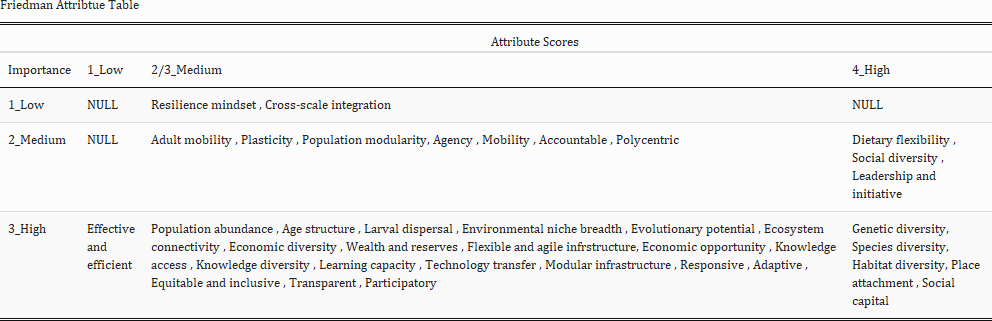 Friedman Attribtue Table
Attribute Scores
Importance 1_Low 2/3_Medium 4_High
1_Low NULL Resilience mindset , Cross-scale integration NULL
2_Medium NULL Adult mobility , Plasticity , Population modularity, Agency , Mobility , Accountable , Polycentric Dietary flexibility ,
Social diversity ,
Leadership and
initiative
3_High Effective Population abundance , Age structure , Larval dispersal , Environmental niche breadth , Evolutionary potential , Ecosystem Genetic diversity,
and connectivity , Economic diversity , Wealth and reserves , Flexible and agile infrstructure, Economic opportunity , Knowledge Species diversity,
efficient access , Knowledge diversity , Learning capacity , Technology transfer , Modular infrastructure , Responsive , Adaptive , Habitat diversity, Place
Equitable and inclusive , Transparent , Participatory attachment , Social
capital